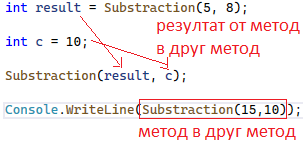 int result = Substraction(5, 8);
резултат от метод
в друг метод
int c = 10;
Substraction(result, c);
Console.WriteLine(Substraction(15,10));
метод в друг метод